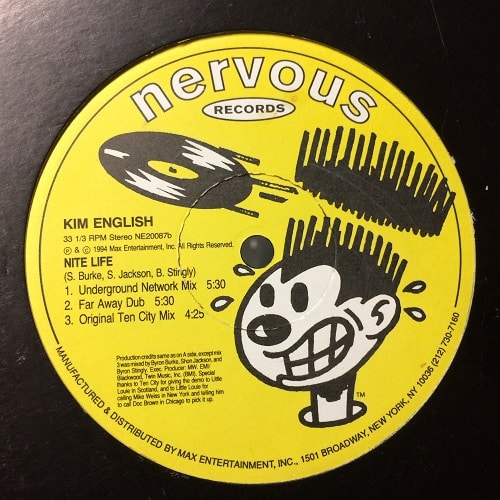 nervous
RECORDS
KIM ENGLISH
33 1/3 RPM Stereo NE20087b
℗ & © 1994 Max Entertainment, Inc. All Rights Reserved.
NITE LIFE
(S. Burke, S. Jackson, B. Stingly)
1. Underground Network Mix 5:30
2. Far Away Dub 5:30
3. Original Ten City Mix 4:25
Production credits same as on A side, except mix
3 was mixed by Byron Burke, Shon Jackson, and
Byron Stingly, Exec. Producer: MW, EMI
Blackwood, Twin Music, Inc. (BMI). Special
thanks to Ten City for giving the demo to Little
Louie in Scotland, and to Little Louie for
calling Mike Weiss in New York and telling him
to call Doc Brown in Chicago to pick it up.
TM
MANUFACTURED & DISTRIBUTED BY MAX ENTERTAINMENT, INC., 1501 BROADWAY, NEW YORK, NY 10036 (212) 730-7160